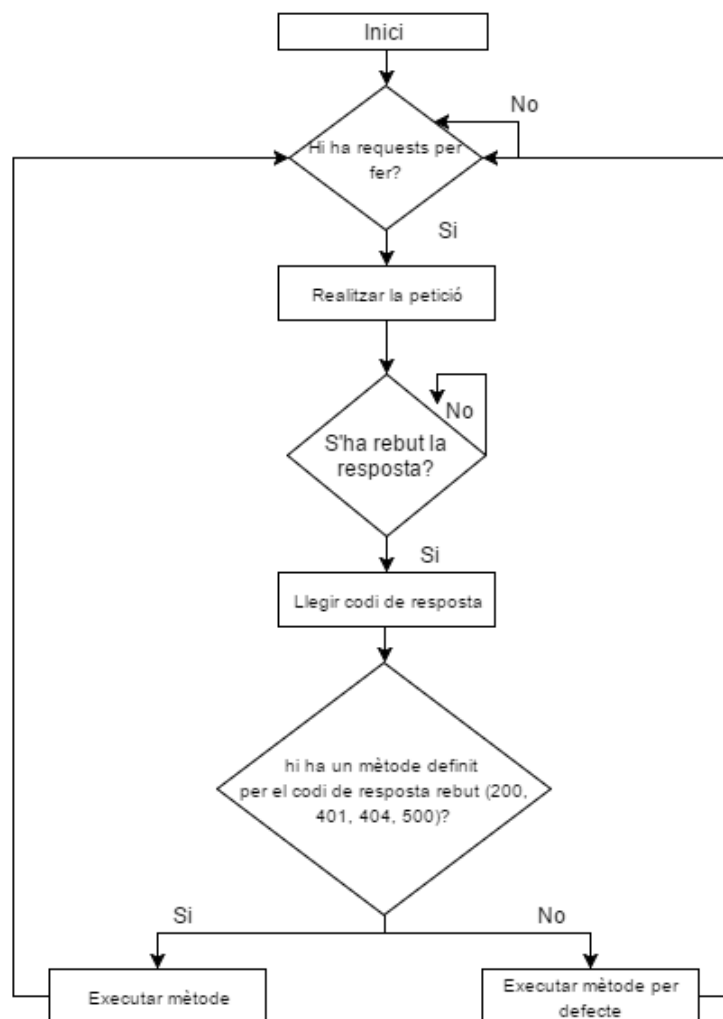 Inici
No
Hi ha requests per
fer?
Si
Realitzar la petició
No
S'ha rebut la
resposta?
Si
Llegir codi de resposta
hi ha un mètode definit
per el codi de resposta rebut (200,
401, 404, 500)?
Si
No
Executar mètode
Executar mètode per
defecte